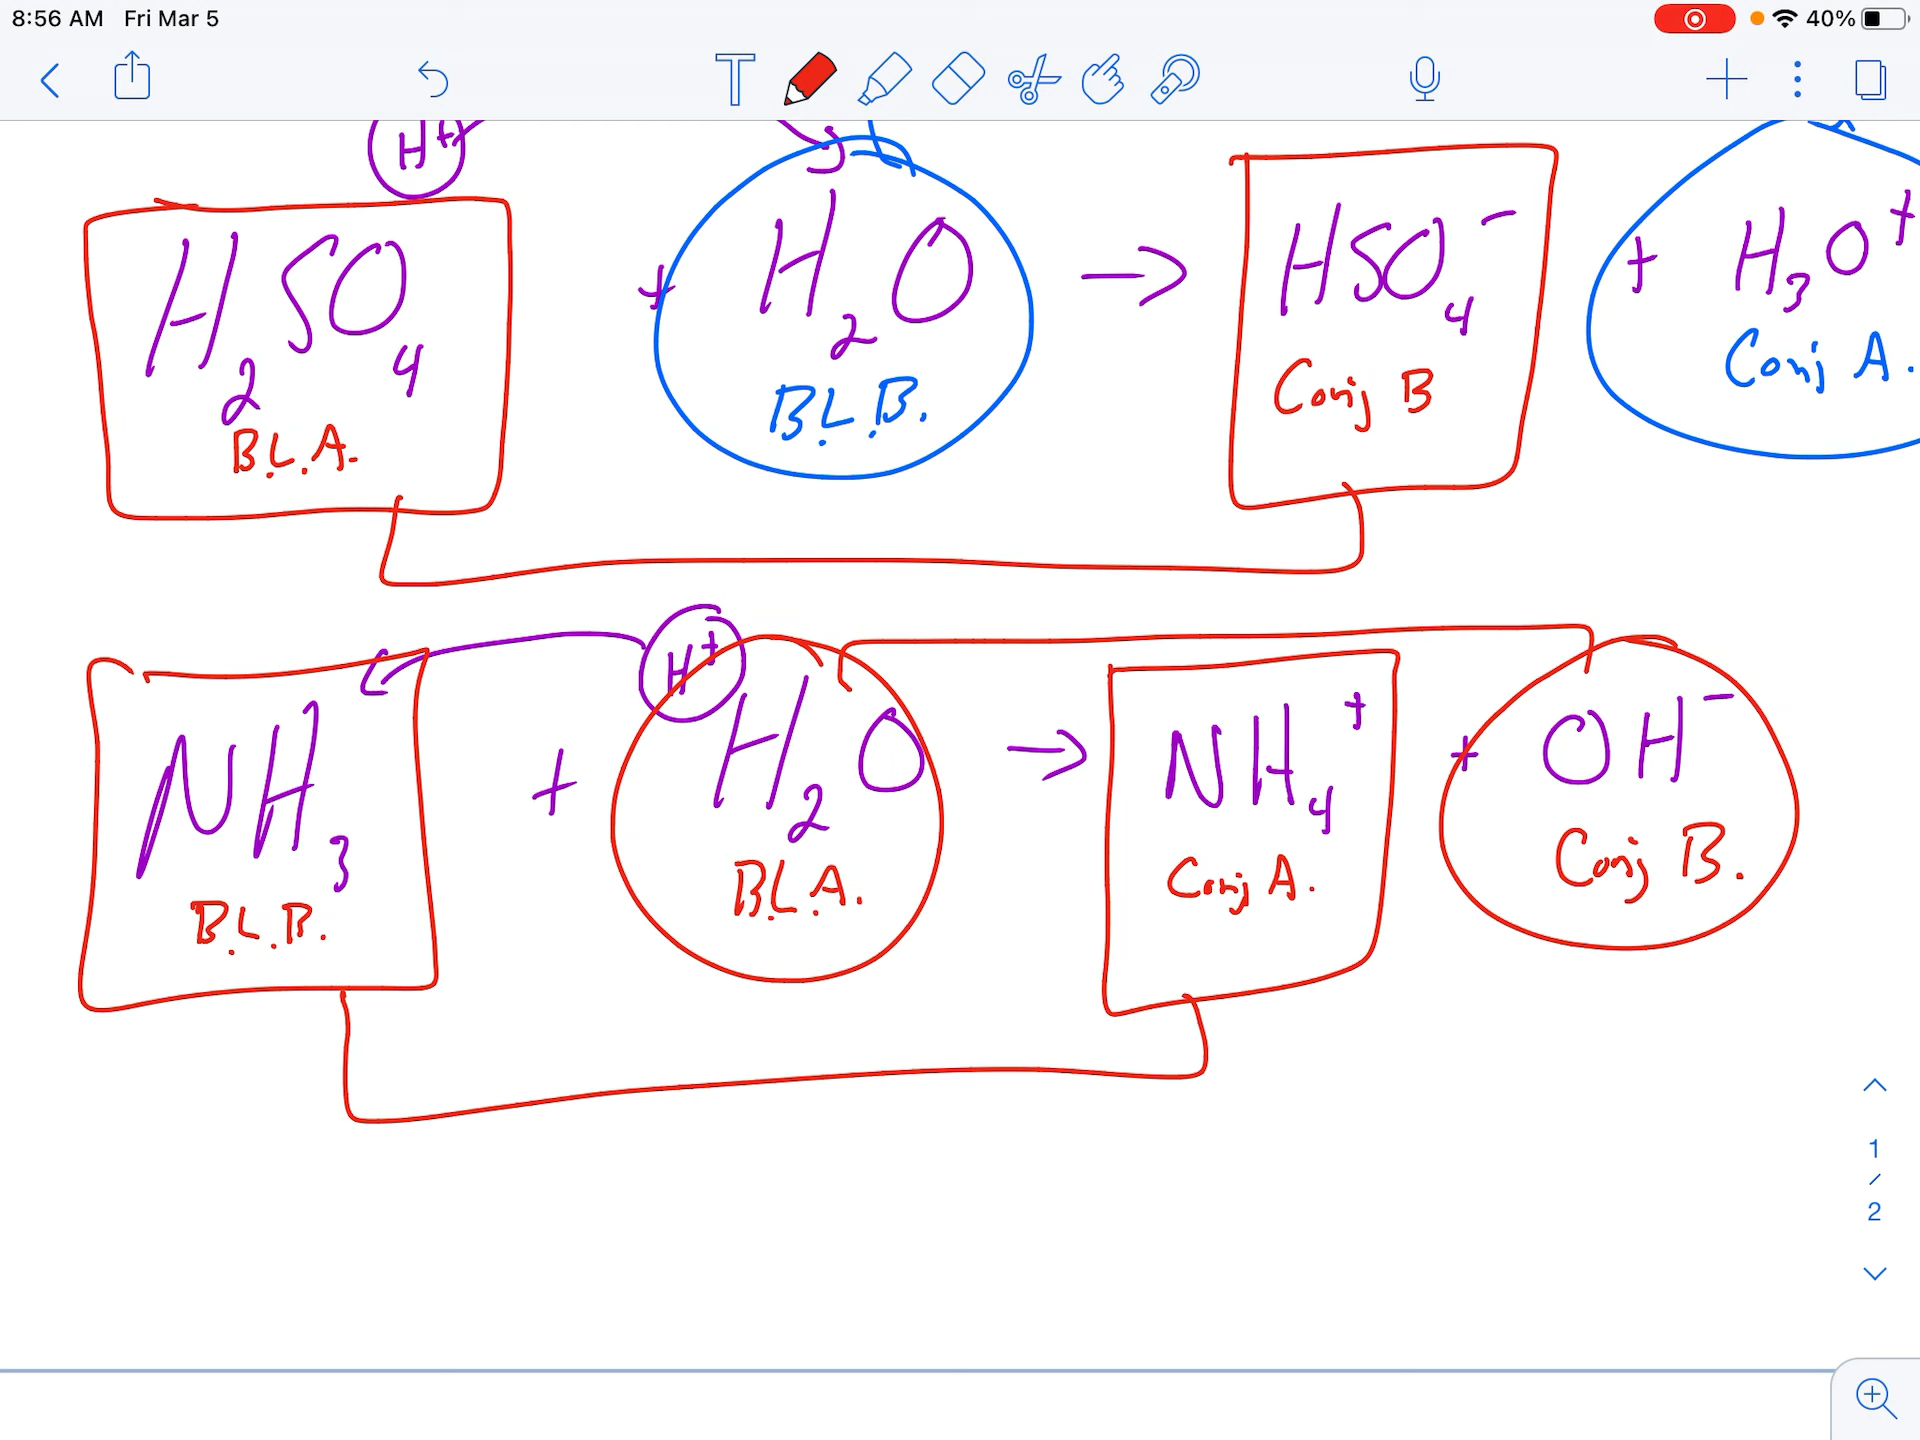 8:56 AM Fri Mar 5 40%
T
H+
H2SO4 + H2O → HSO4- + H3O+
B.L.A. B.L.B. Conj B Conj A.
H+
NH3 + H2O → NH4+ + OH-
B.L.B. B.L.A. Conj A. Conj B.
1
/
2